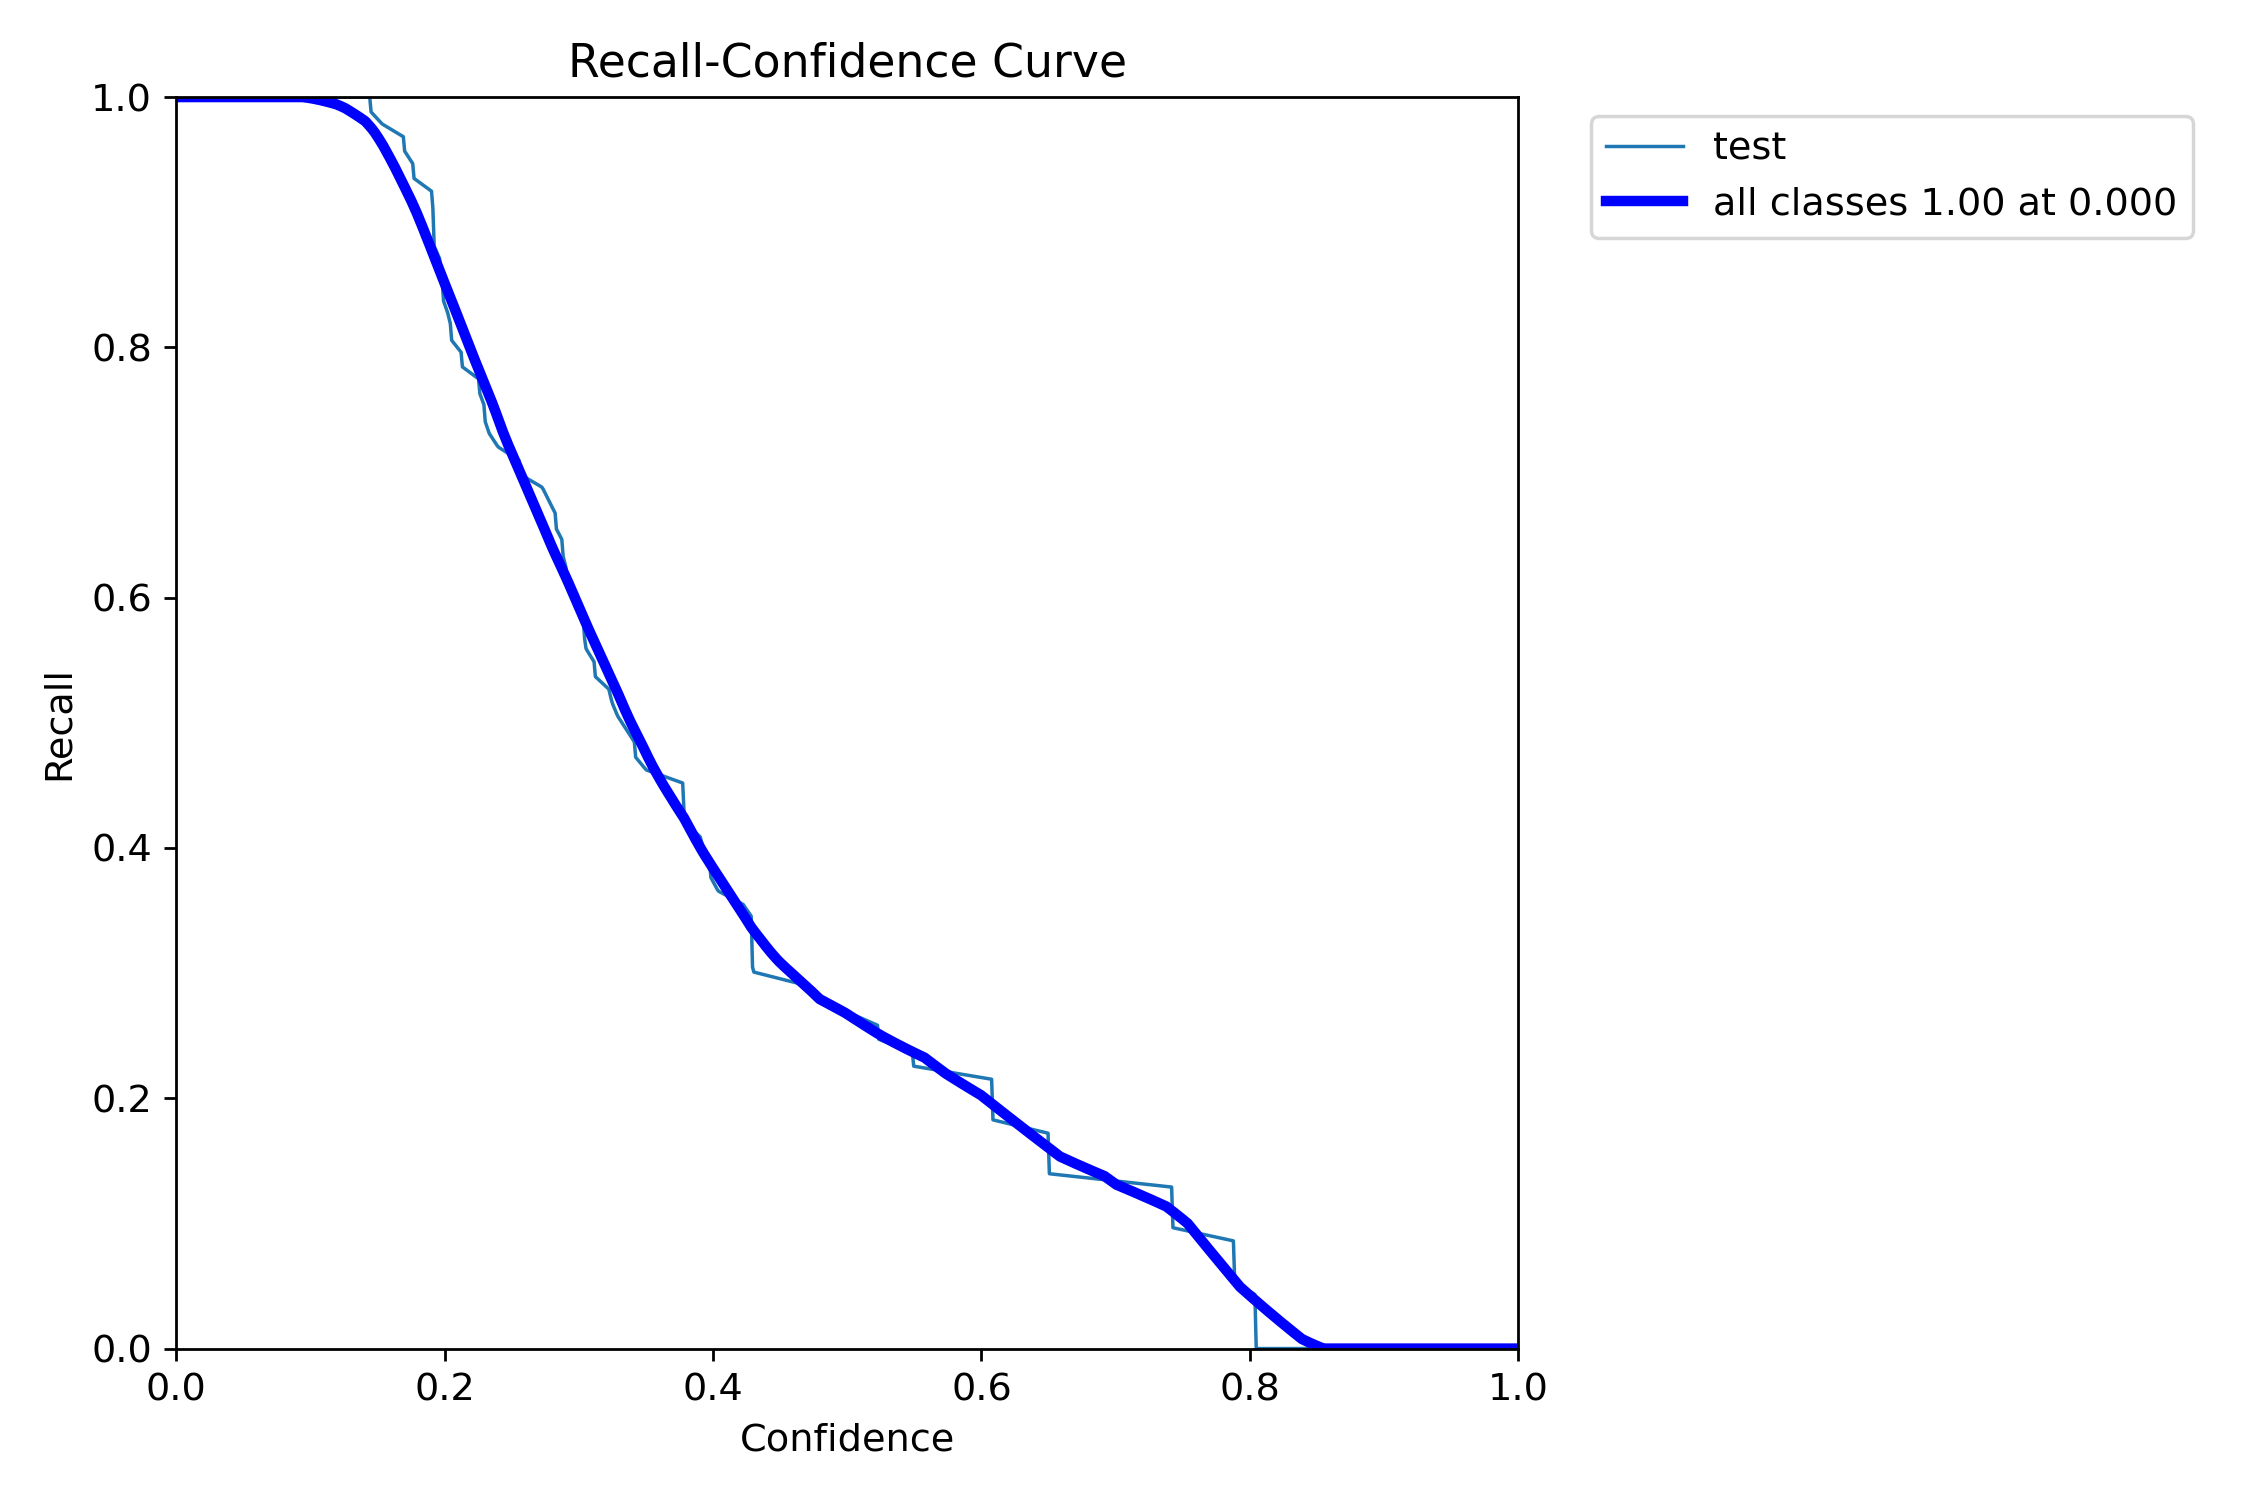 Recall-Confidence Curve
1.0
0.8
0.6
0.4
0.2
0.0
Recall
0.0 0.2 0.4 0.6 0.8 1.0
Confidence
test
all classes 1.00 at 0.000